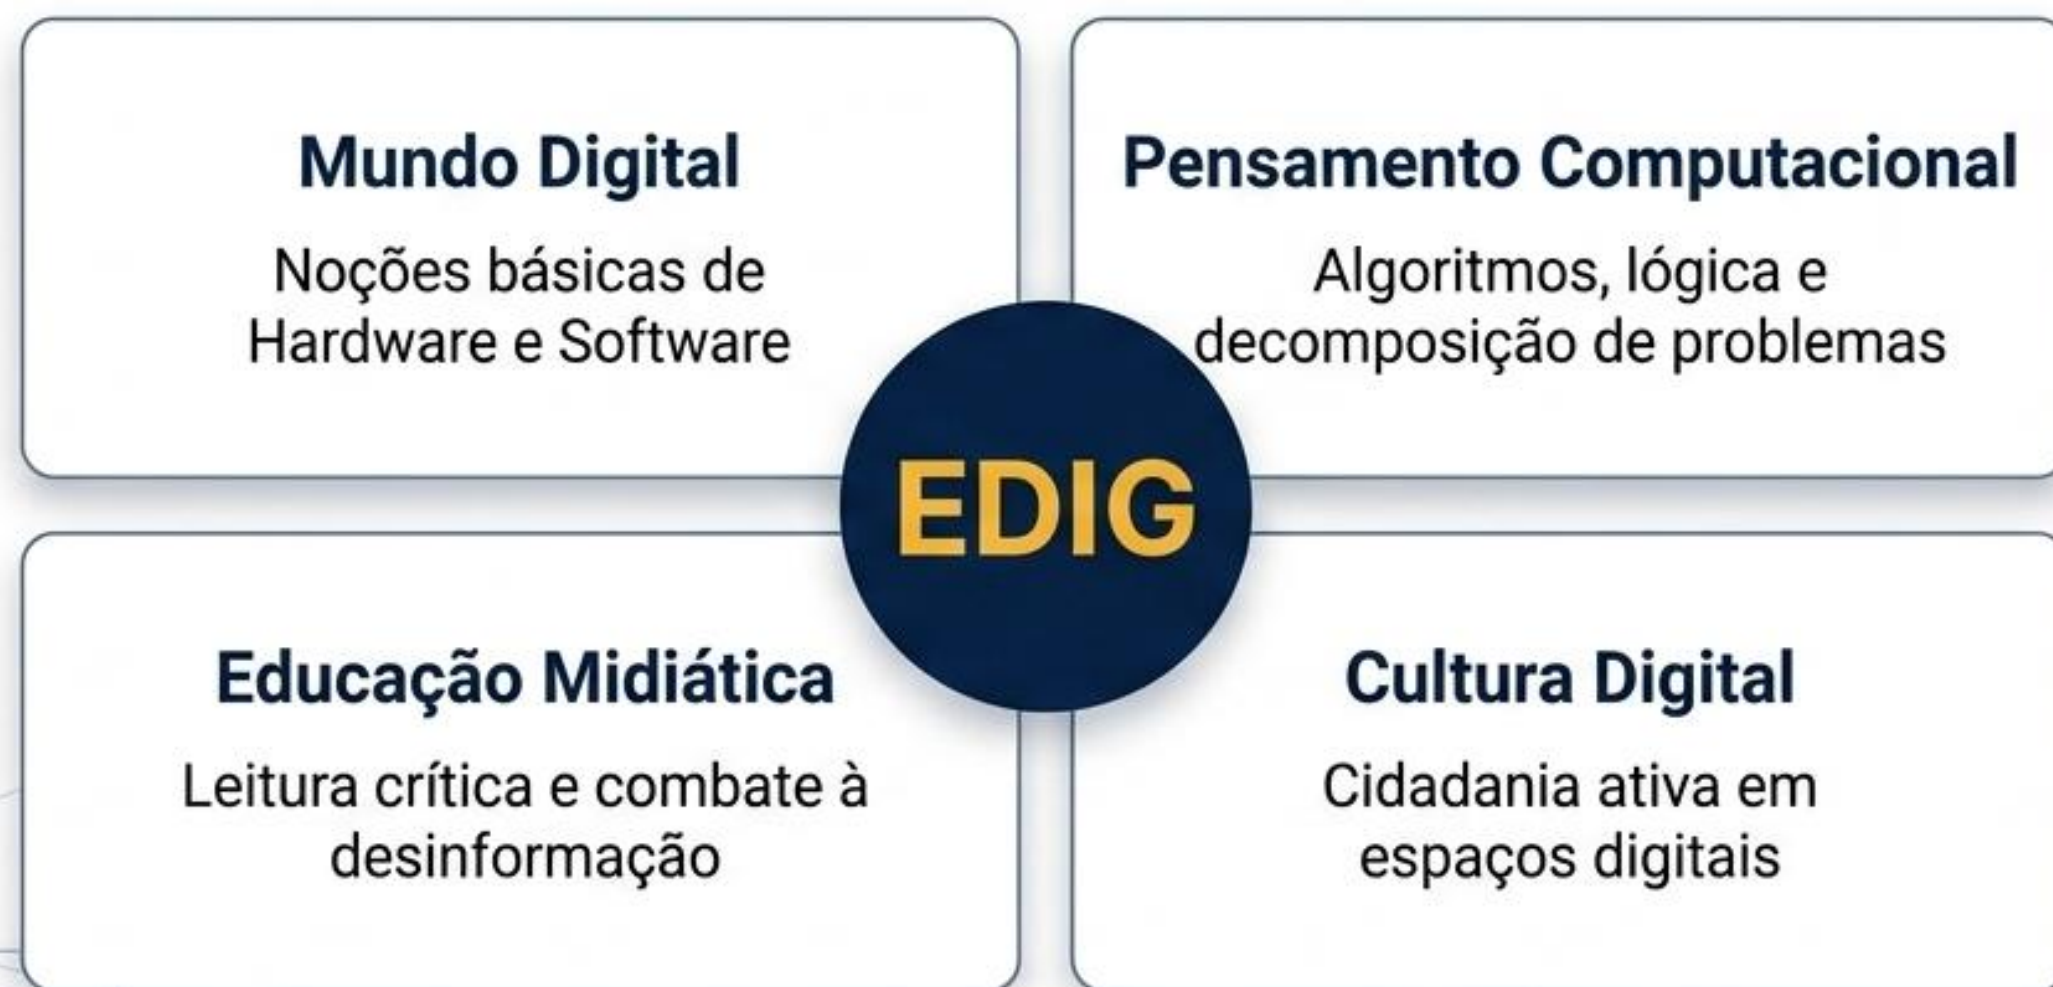 Mundo Digital
Noções básicas de
Hardware e Software
Pensamento Computacional
Algoritmos, lógica e
decomposição de problemas
EDIG
Educação Midiática
Leitura crítica e combate à
desinformação
Cultura Digital
Cidadania ativa em
espaços digitais